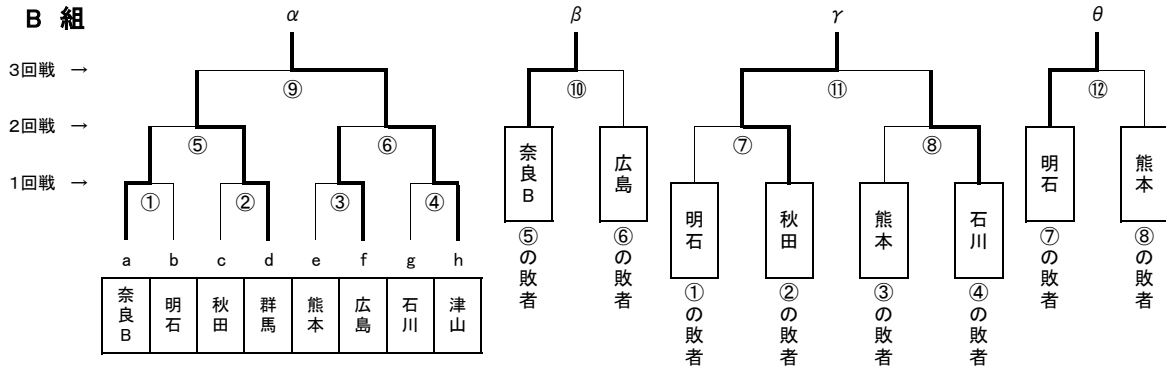 B 組
α β γ θ
3回戦 →
⑨ ⑩ ⑪ ⑫
2回戦 →
⑤ ⑥ ⑦ ⑧
奈良B 広島 明石 熊本
1回戦 →
① ② ③ ④
明石 秋田 熊本 石川
⑤の敗者 ⑥の敗者 ⑦の敗者 ⑧の敗者
a b c d e f g h
奈良B 明石 秋田 群馬 熊本 広島 石川 津山
①の敗者 ②の敗者 ③の敗者 ④の敗者